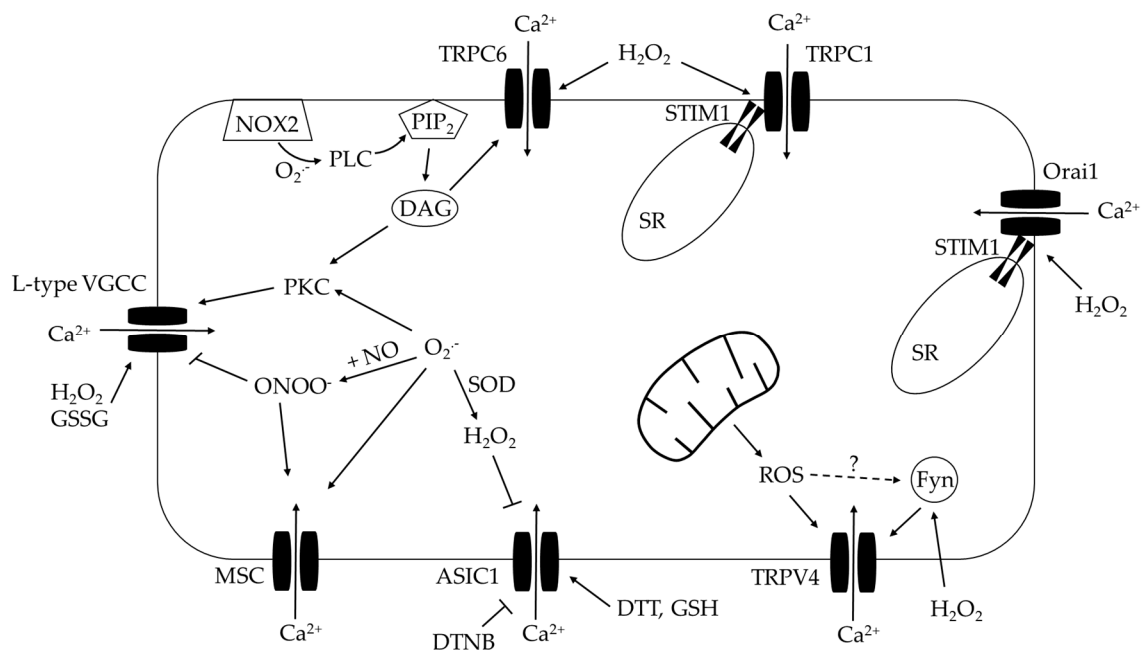 Ca²⁺
Ca²⁺
TRPC6
H₂O₂
TRPC1
NOX2
PIP₂
STIM1
O₂·⁻
PLC
Orai1
DAG
SR
Ca²⁺
STIM1
L-type VGCC
PKC
H₂O₂
Ca²⁺
+ NO
O₂·⁻
SR
H₂O₂
GSSG
ONOO⁻
SOD
H₂O₂
ROS
?
Fyn
MSC
ASIC1
TRPV4
DTT, GSH
H₂O₂
Ca²⁺
DTNB
Ca²⁺
Ca²⁺